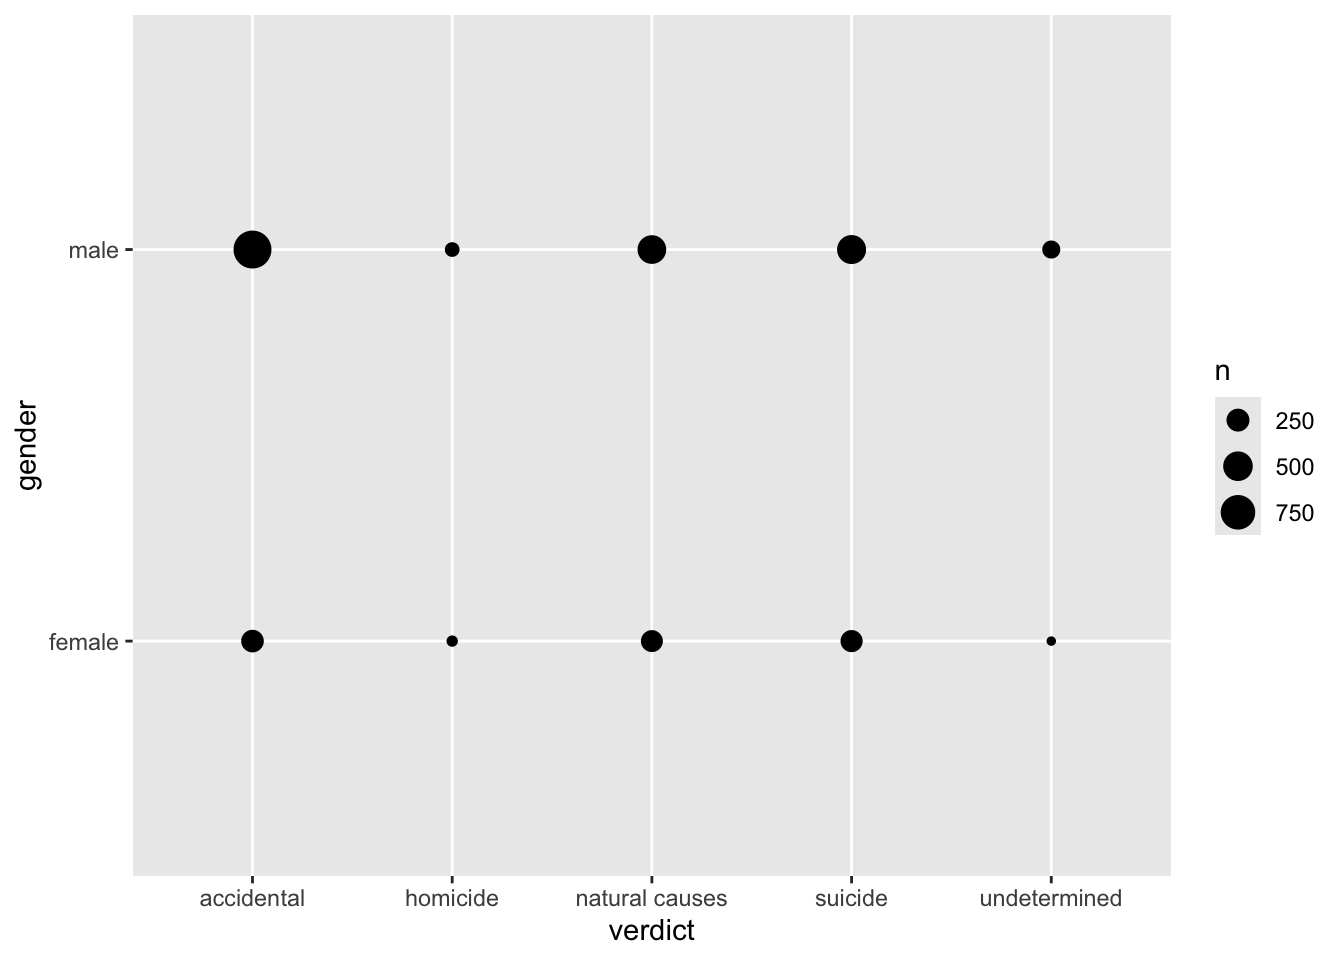 gender
male
female
accidental
homicide
natural causes
suicide
undetermined
verdict
n
250
500
750